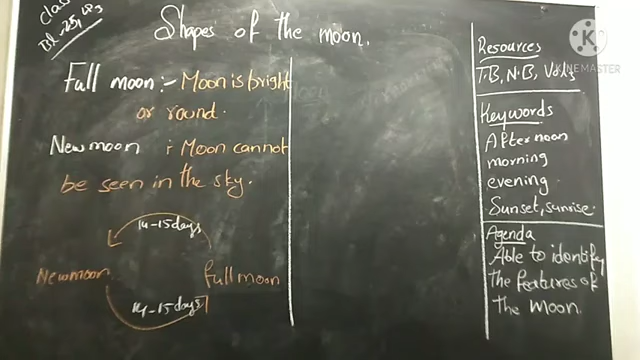 Class
Shapes of the moon.
Full moon :- Moon is bright
or round.
New moon : Moon cannot
be seen in the sky.
14-15 days
New moon
full moon
14-15 days
Resources
T.B, N.B,
Keywords
Afternoon
morning
evening
Sunset, sunrise.
Agenda
Able to identify
the features of
the moon.
KINEMASTER